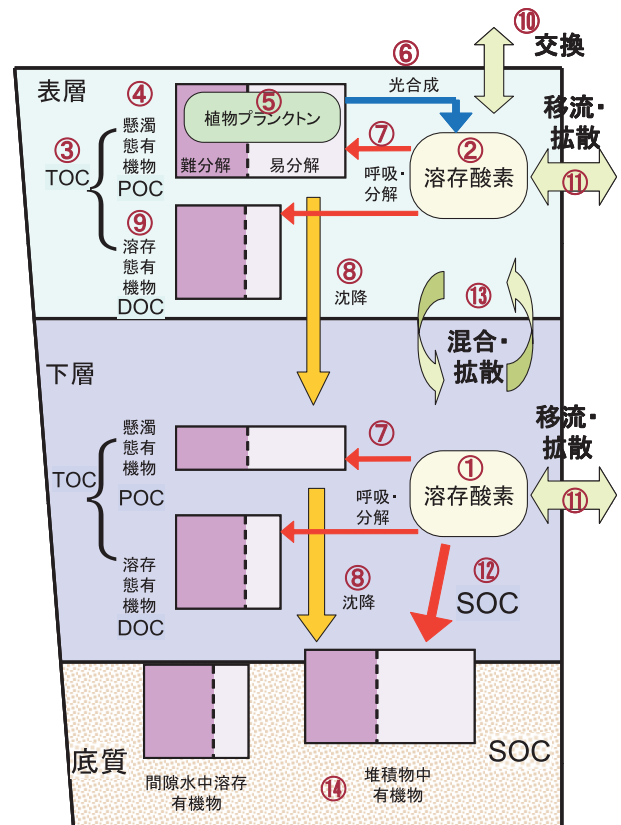 ⑩
交換
⑥
光合成
表層
④
懸濁
態有
機物
POC
③
TOC
⑤
植物プランクトン
難分解
易分解
⑦
呼吸・
分解
②
溶存酸素
移流・
拡散
⑪
⑨
溶存
態有
機物
DOC
⑧
沈降
⑬
混合・
拡散
下層
懸濁
態有
機物
POC
TOC
⑦
呼吸・
分解
①
溶存酸素
移流・
拡散
⑪
溶存
態有
機物
DOC
⑧
沈降
⑫
SOC
底質
間隙水中溶存
有機物
⑭
堆積物中
有機物
SOC